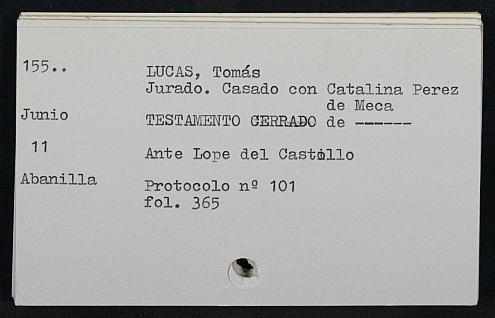 155..
LUCAS, Tomás
Jurado. Casado con Catalina Perez
de Meca
Junio
TESTAMENTO CERRADO de ------
11
Ante Lope del Castillo
Abanilla
Protocolo nº 101
fol. 365